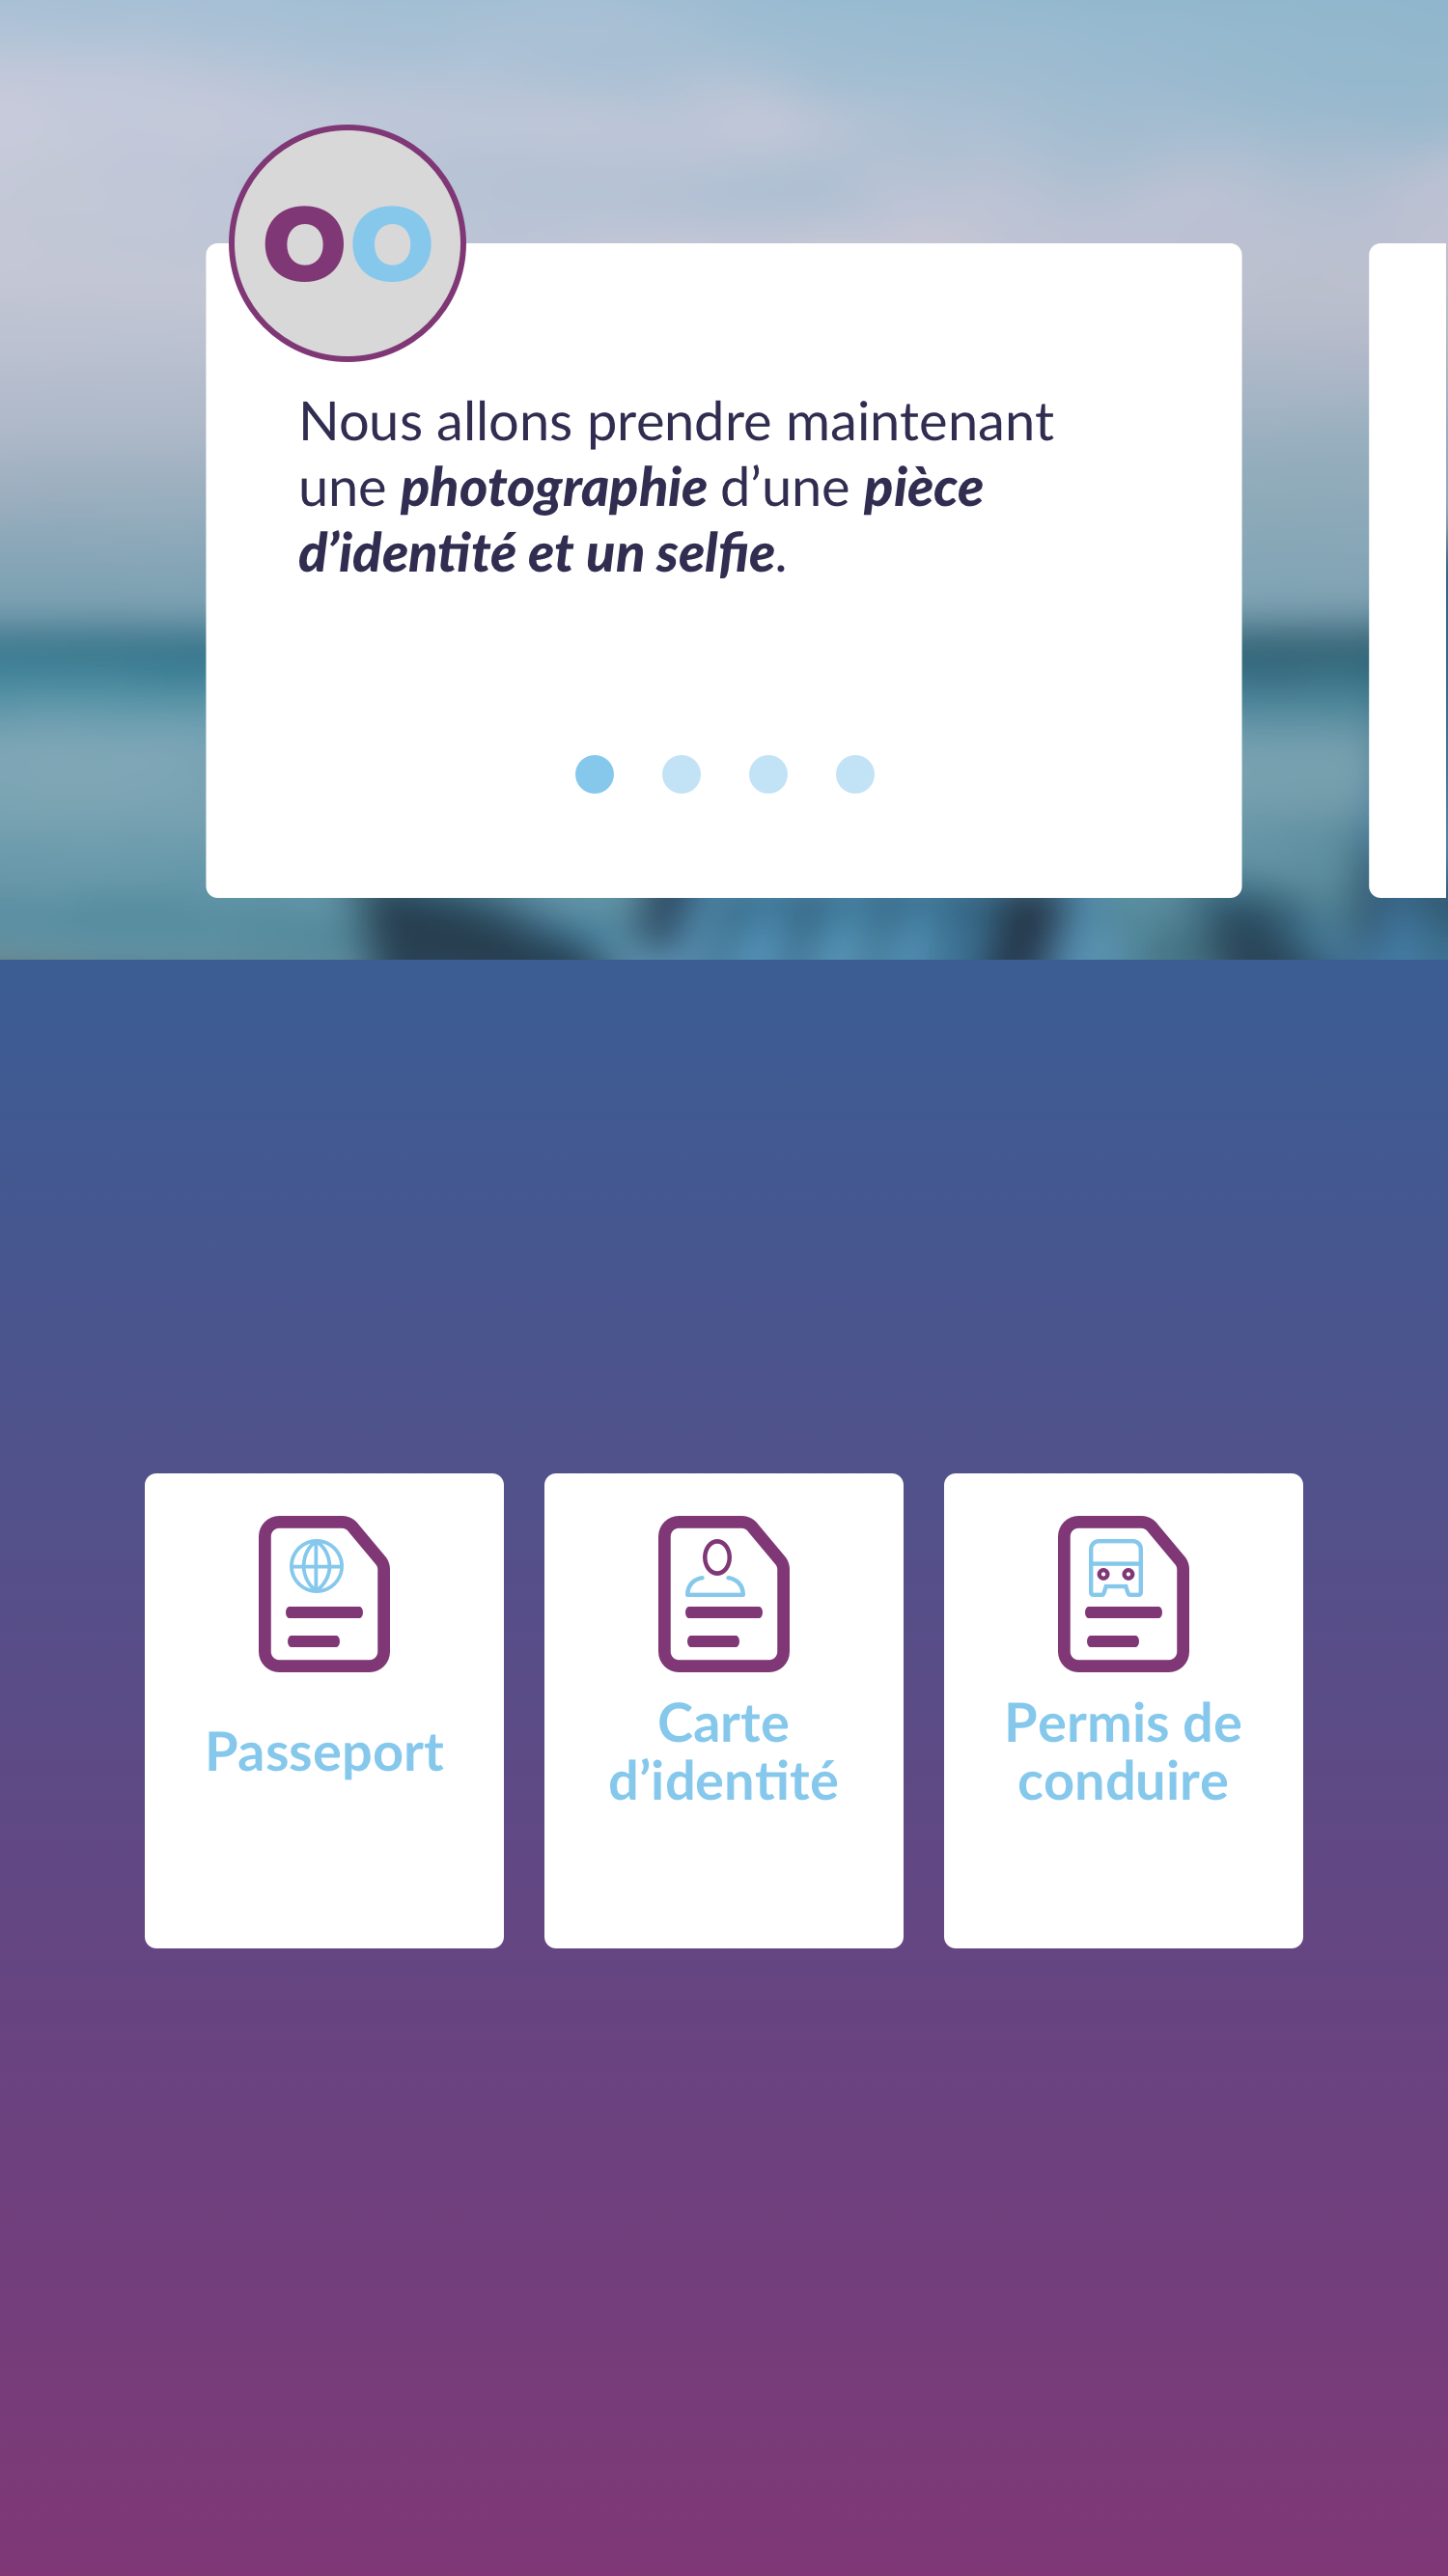 oo
Nous allons prendre maintenant
une photographie d’une pièce
d’identité et un selfie.
Passeport
Carte
d’identité
Permis de
conduire